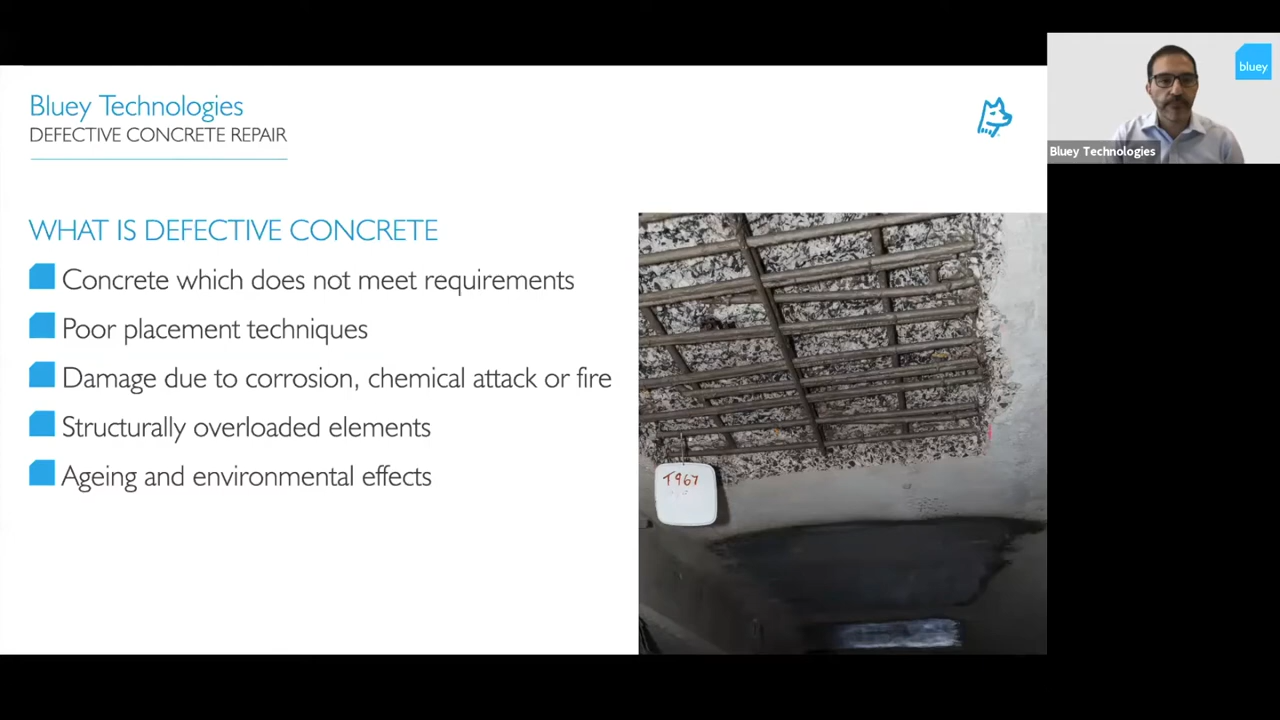 Bluey Technologies
DEFECTIVE CONCRETE REPAIR
WHAT IS DEFECTIVE CONCRETE
Concrete which does not meet requirements
Poor placement techniques
Damage due to corrosion, chemical attack or fire
Structurally overloaded elements
Ageing and environmental effects
T967
bluey
Bluey Technologies